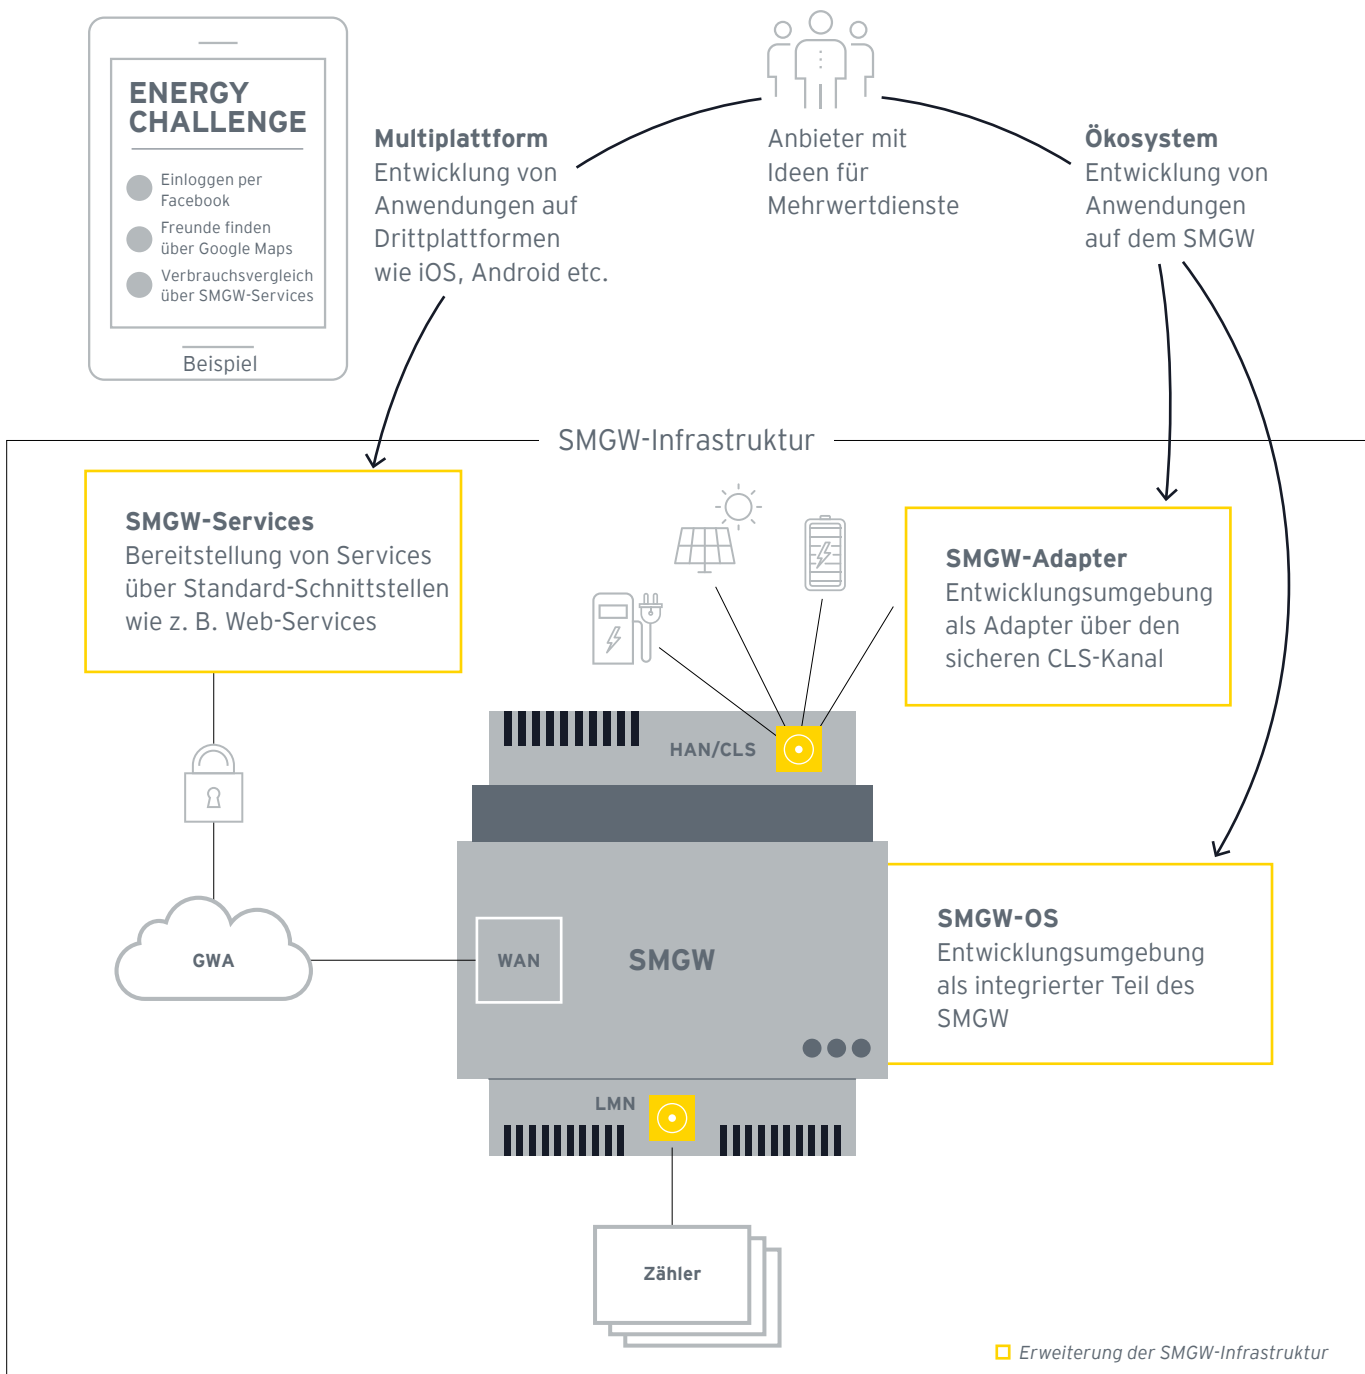 ENERGY
CHALLENGE
Einloggen per
Facebook
Freunde finden
über Google Maps
Verbrauchsvergleich
über SMGW-Services
Beispiel
Multiplattform
Entwicklung von
Anwendungen auf
Drittplattformen
wie iOS, Android etc.
Anbieter mit
Ideen für
Mehrwertdienste
Ökosystem
Entwicklung von
Anwendungen
auf dem SMGW
SMGW-Infrastruktur
SMGW-Services
Bereitstellung von Services
über Standard-Schnittstellen
wie z. B. Web-Services
SMGW-Adapter
Entwicklungsumgebung
als Adapter über den
sicheren CLS-Kanal
HAN/CLS
GWA
WAN
SMGW
SMGW-OS
Entwicklungsumgebung
als integrierter Teil des
SMGW
LMN
Zähler
Erweiterung der SMGW-Infrastruktur